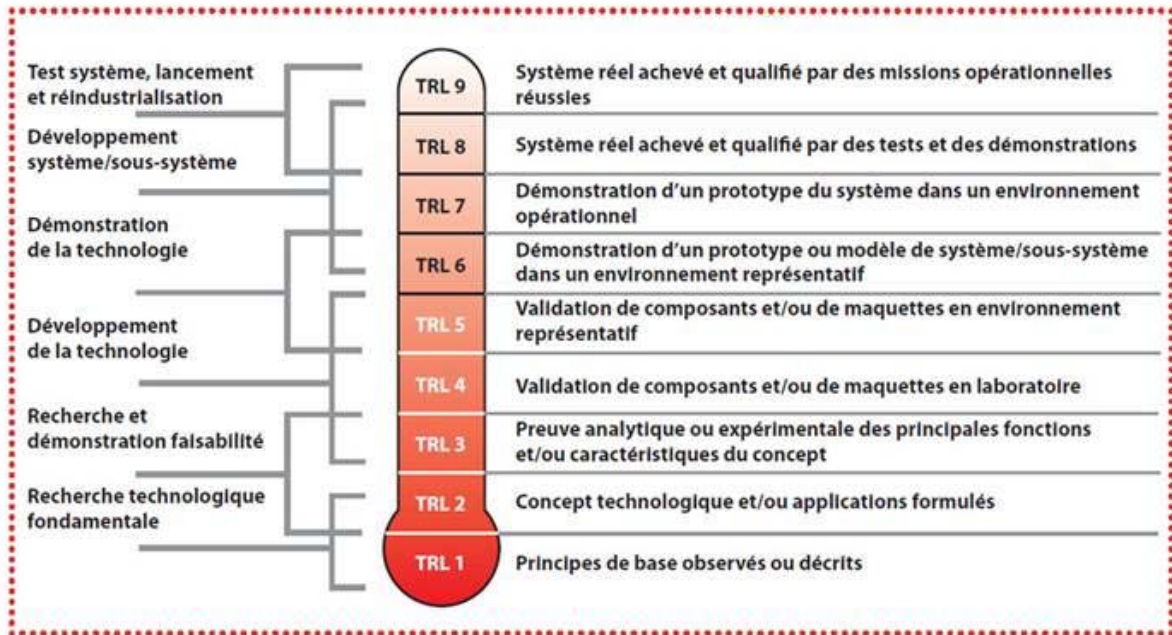 Test système, lancement
et réindustrialisation
Développement
système/sous-système
Démonstration
de la technologie
Développement
de la technologie
Recherche et
démonstration faisabilité
Recherche technologique
fondamentale
TRL 9
Système réel achevé et qualifié par des missions opérationnelles
réussies
TRL 8
Système réel achevé et qualifié par des tests et des démonstrations
TRL 7
Démonstration d’un prototype du système dans un environnement
opérationnel
TRL 6
Démonstration d’un prototype ou modèle de système/sous-système
dans un environnement représentatif
TRL 5
Validation de composants et/ou de maquettes en environnement
représentatif
TRL 4
Validation de composants et/ou de maquettes en laboratoire
TRL 3
Preuve analytique ou expérimentale des principales fonctions
et/ou caractéristiques du concept
TRL 2
Concept technologique et/ou applications formulés
TRL 1
Principes de base observés ou décrits